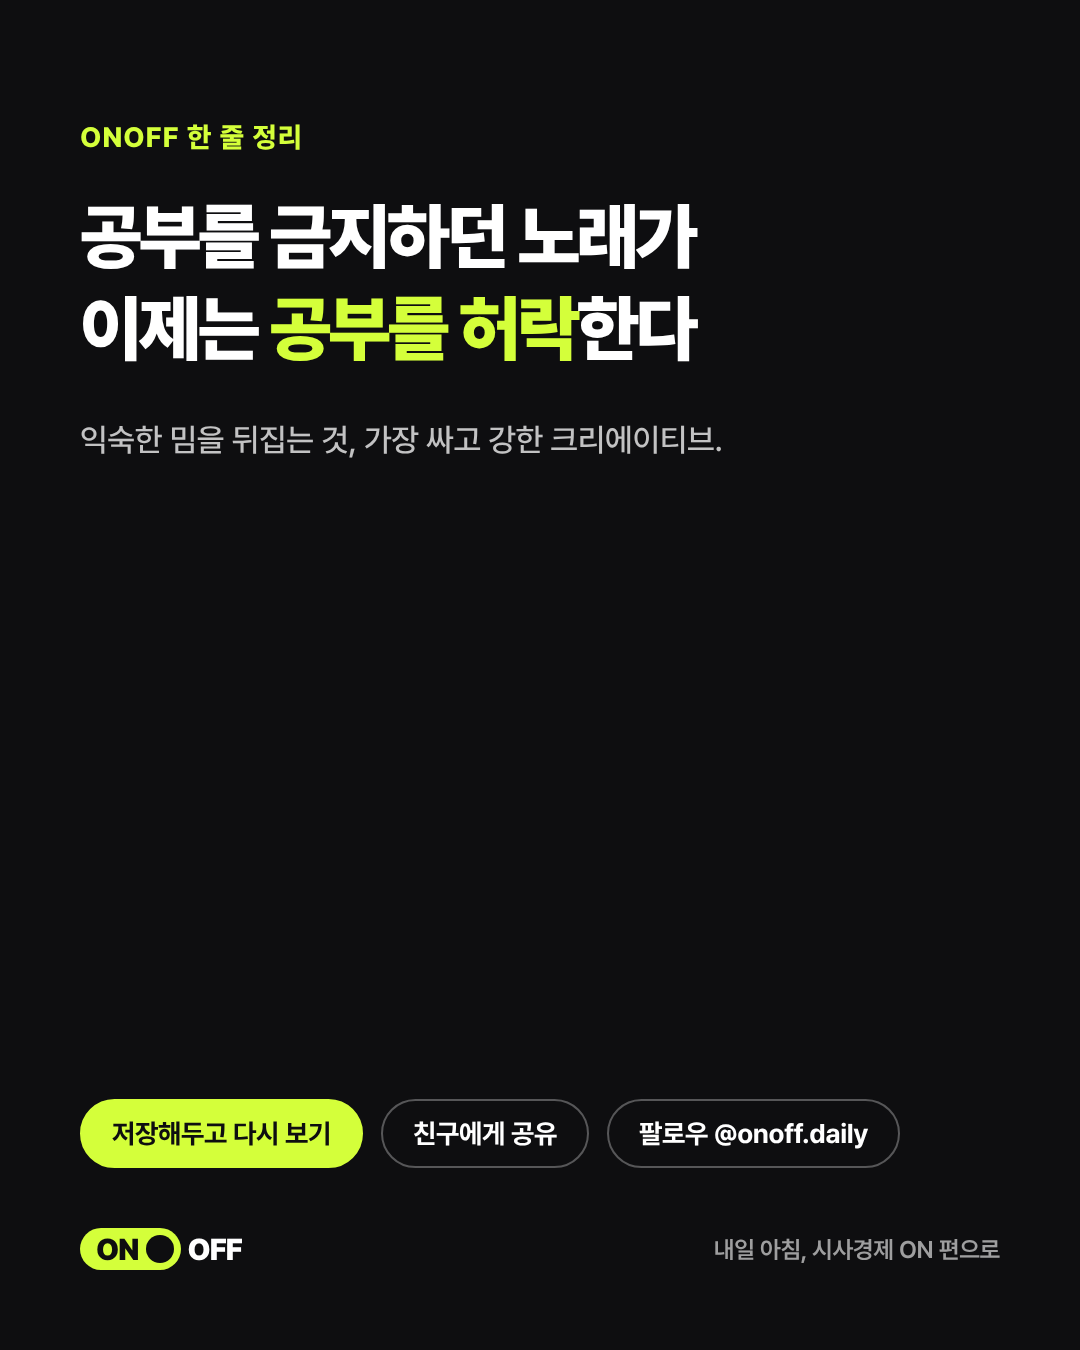 ONOFF 한 줄 정리
공부를 금지하던 노래가
이제는 공부를 허락한다
익숙한 밈을 뒤집는 것, 가장 싸고 강한 크리에이티브.
저장해두고 다시 보기
친구에게 공유
팔로우 @onoff.daily
ON OFF
내일 아침, 시사경제 ON 편으로